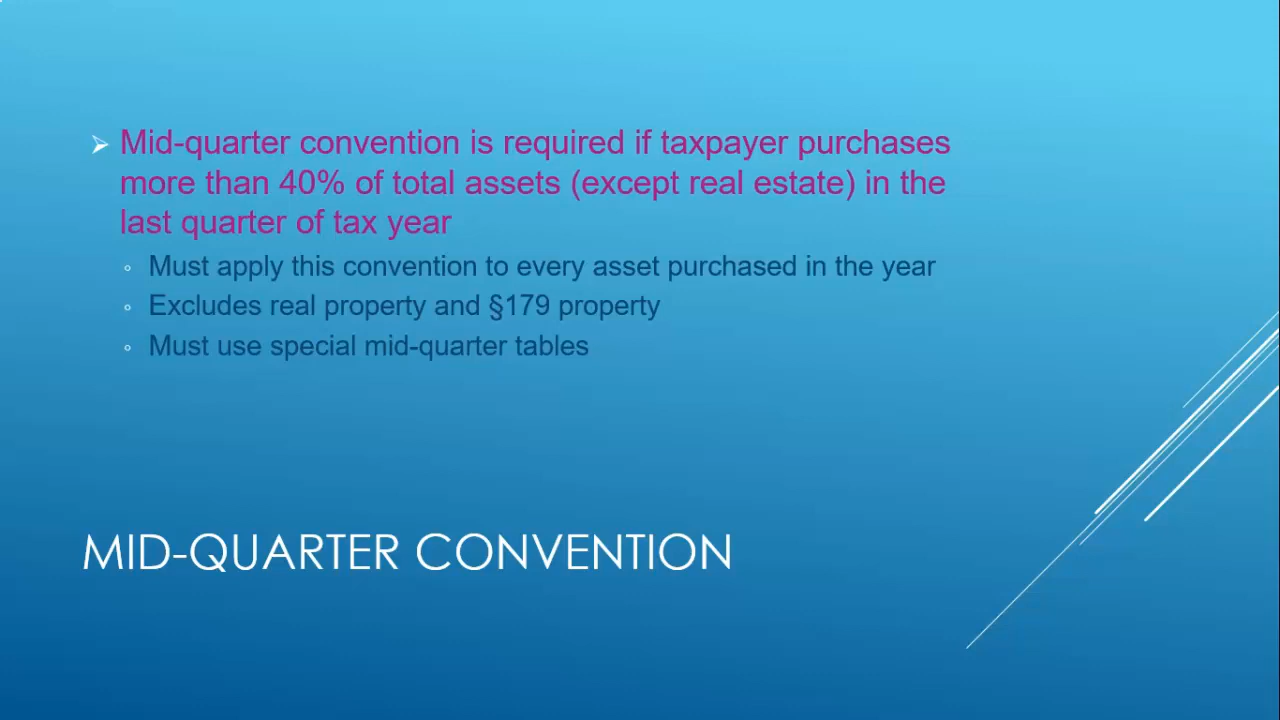 Mid-quarter convention is required if taxpayer purchases
more than 40% of total assets (except real estate) in the
last quarter of tax year
Must apply this convention to every asset purchased in the year
Excludes real property and §179 property
Must use special mid-quarter tables
MID-QUARTER CONVENTION